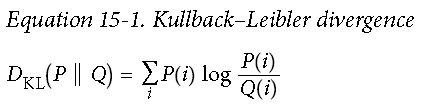 Equation 15-1. Kullback–Leibler divergence
D_KL(P ∥ Q) = ∑_i P(i) log P(i)/Q(i)